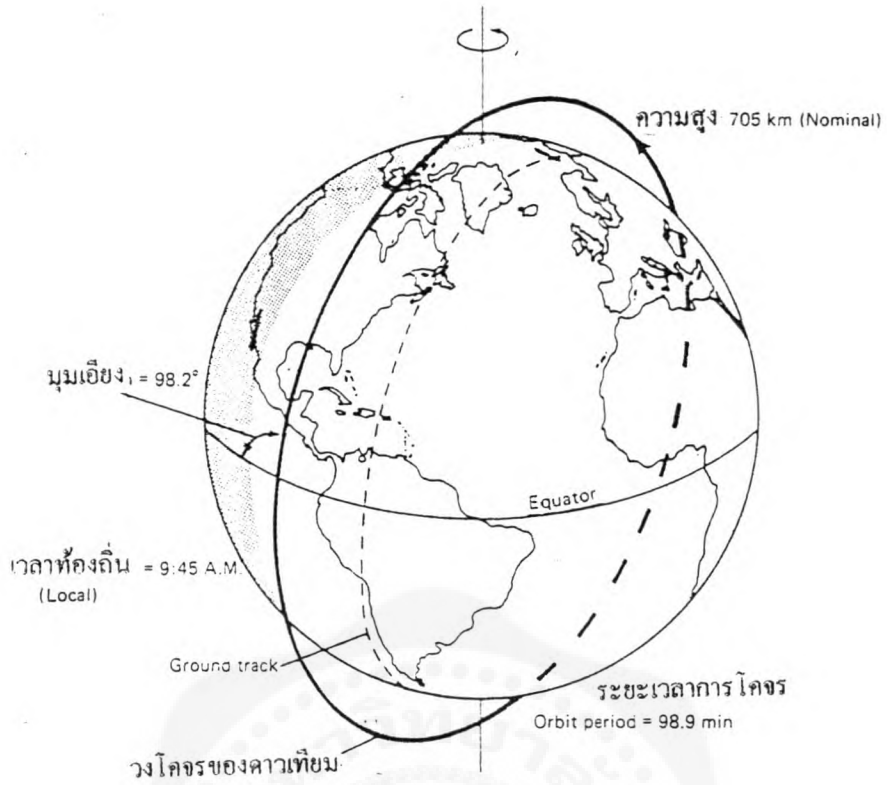 ความสูง 705 km (Nominal)
มุมเอียง, = 98.2°
Equator
เวลาท้องถิ่น = 9:45 A.M.
(Local)
Ground track
ระยะเวลาการโคจร
Orbit period = 98.9 min
วงโคจรของดาวเทียม